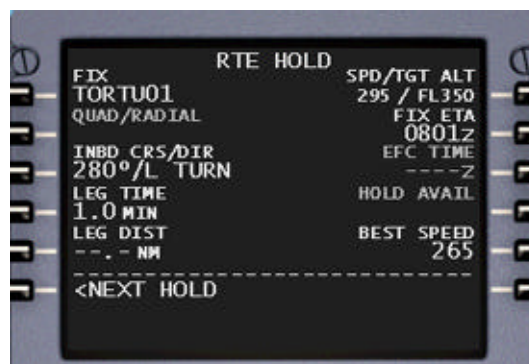 RTE HOLD
FIX SPD/TGT ALT
TORTU01 295 / FL350
QUAD/RADIAL FIX ETA
0801z
INBD CRS/DIR EFC TIME
280º/L TURN ----z
LEG TIME HOLD AVAIL
1.0 MIN
LEG DIST BEST SPEED
--.- NM 265
--------------------------------
<NEXT HOLD